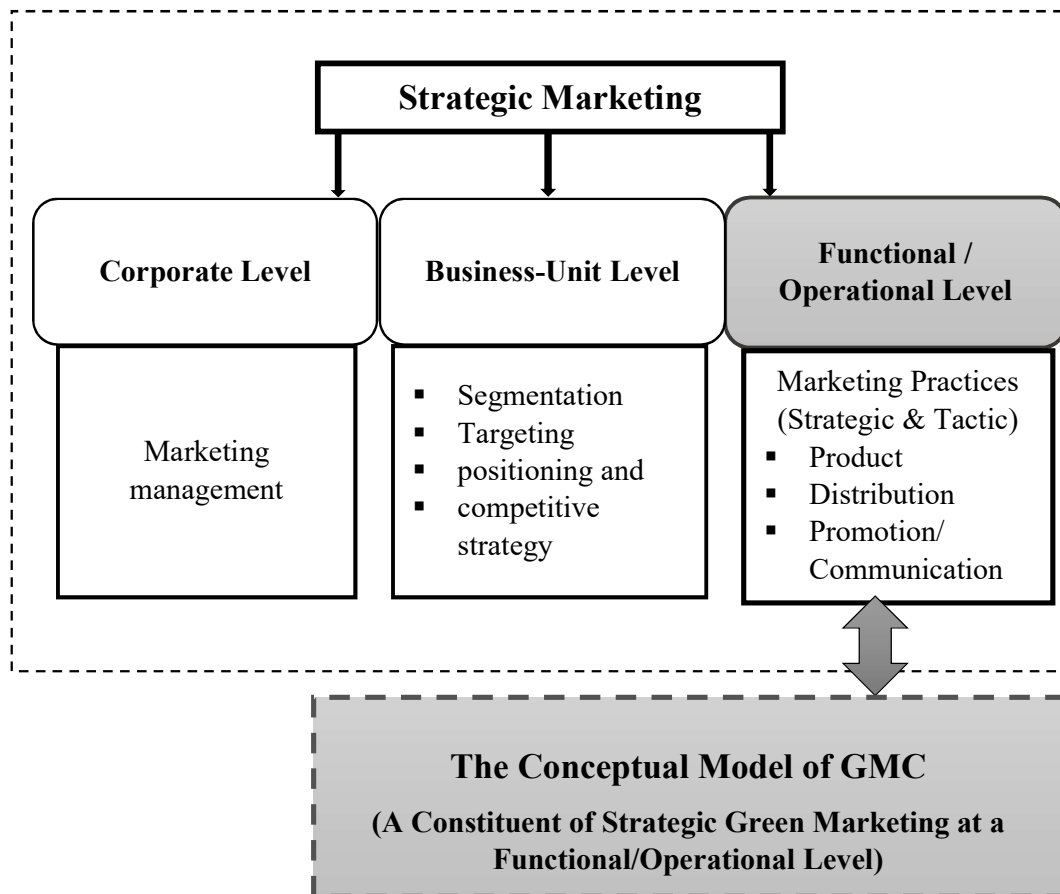 Strategic Marketing
Corporate Level
Business-Unit Level
Functional /
Operational Level
Marketing
management
▪ Segmentation
▪ Targeting
▪ positioning and
▪ competitive
strategy
Marketing Practices
(Strategic & Tactic)
▪ Product
▪ Distribution
▪ Promotion/
Communication
The Conceptual Model of GMC
(A Constituent of Strategic Green Marketing at a
Functional/Operational Level)